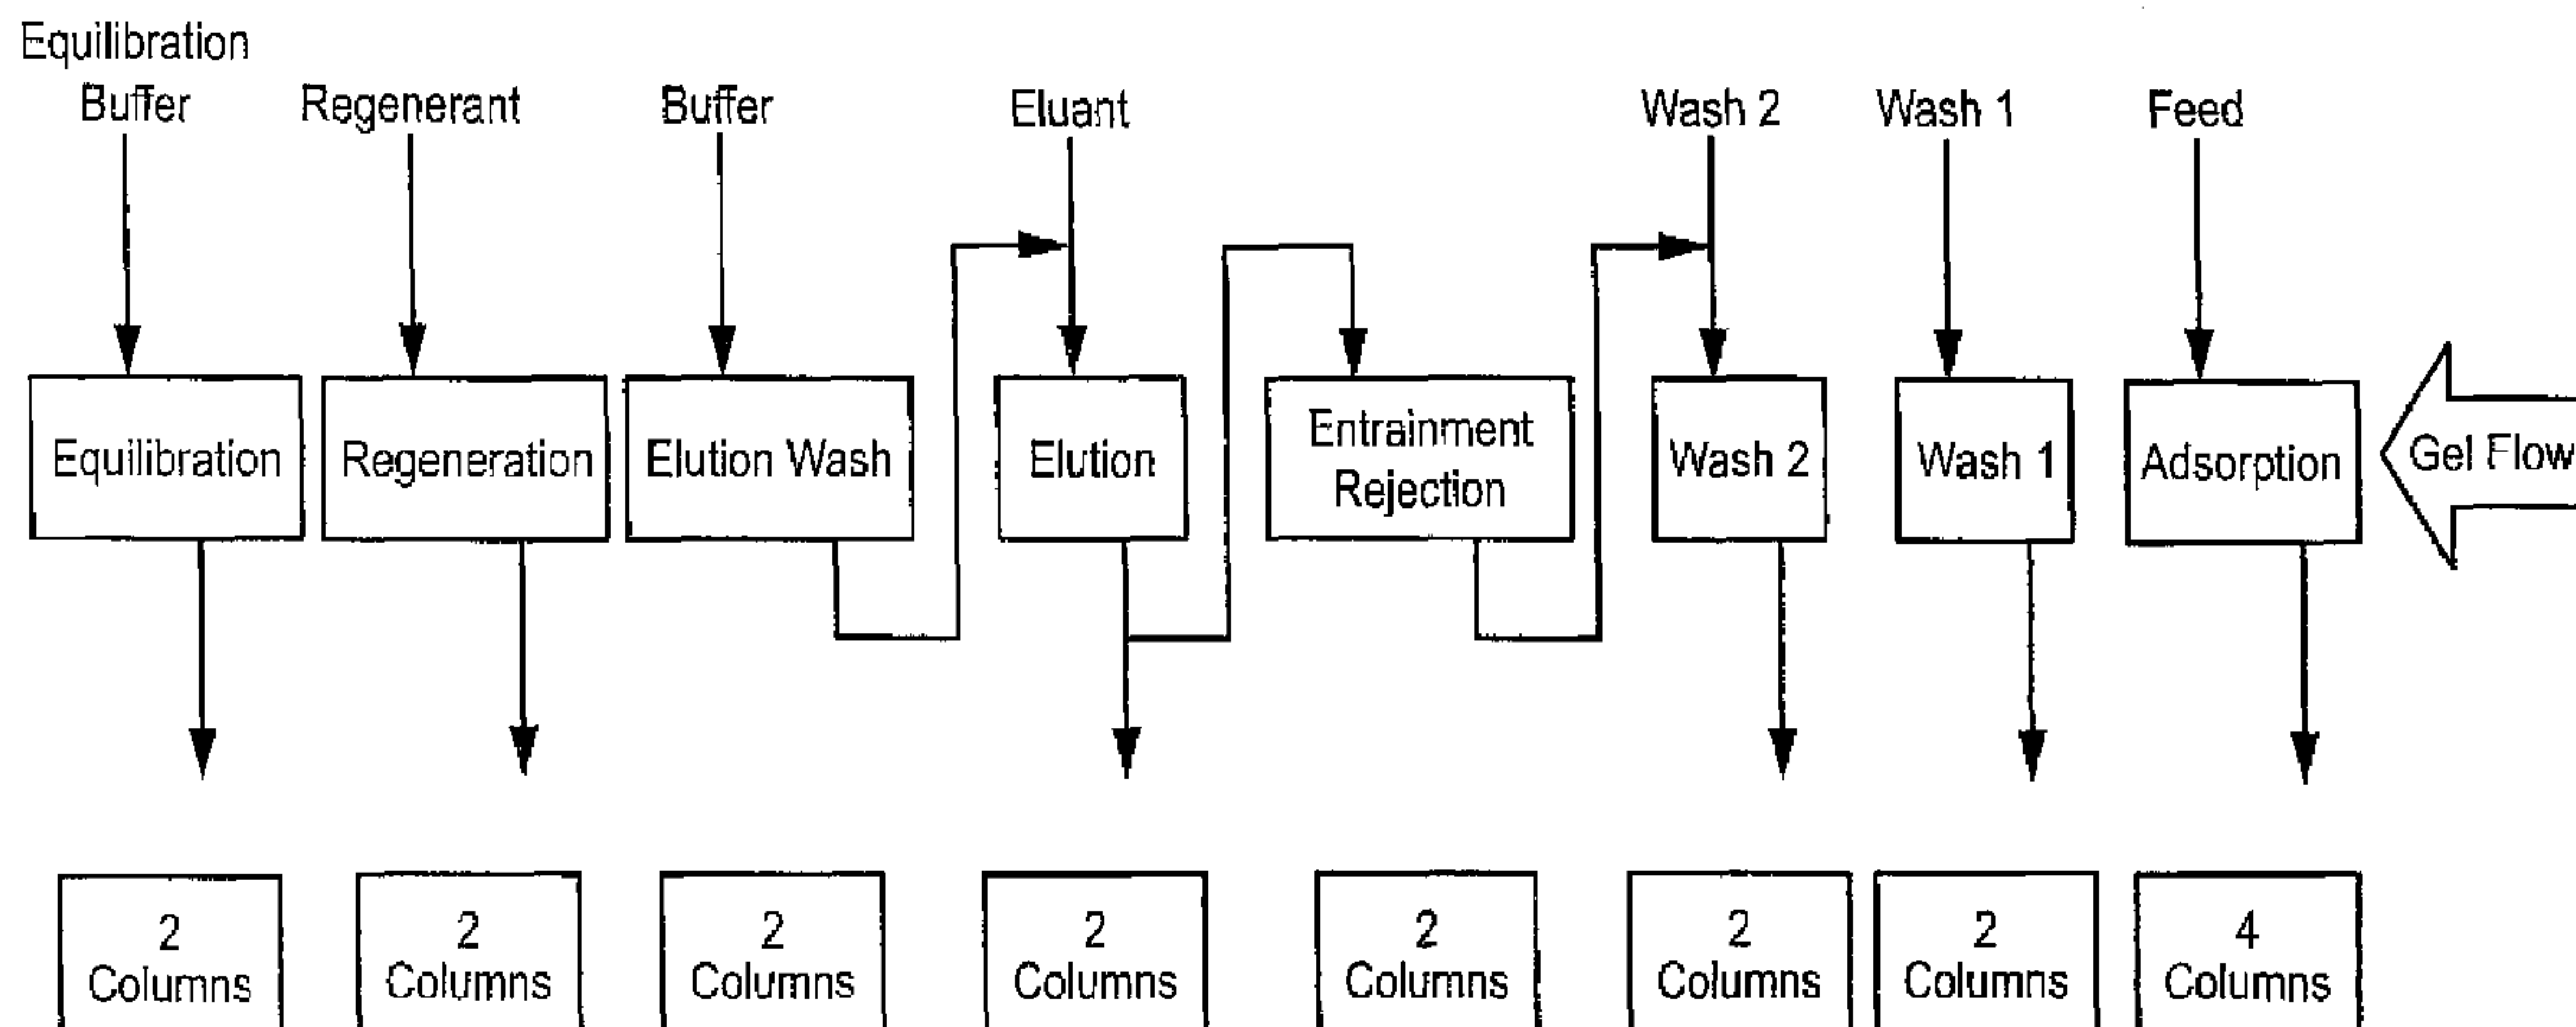 Equilibration
Buffer
Regenerant
Buffer
Eluant
Wash 2
Wash 1
Feed
Equilibration
Regeneration
Elution Wash
Elution
Entrainment
Rejection
Wash 2
Wash 1
Adsorption
Gel Flow
2
Columns
2
Columns
2
Columns
2
Columns
2
Columns
2
Columns
2
Columns
4
Columns